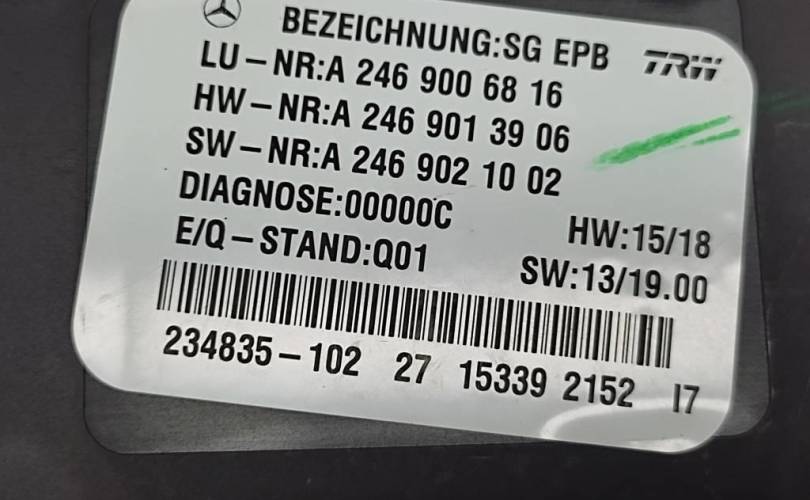 BEZEICHNUNG:SG EPB TRW
LU-NR:A 246 900 68 16
HW-NR:A 246 901 39 06
SW-NR:A 246 902 10 02
DIAGNOSE:00000C HW:15/18
E/Q-STAND:Q01 SW:13/19.00
234835-102 27 15339 2152 I7